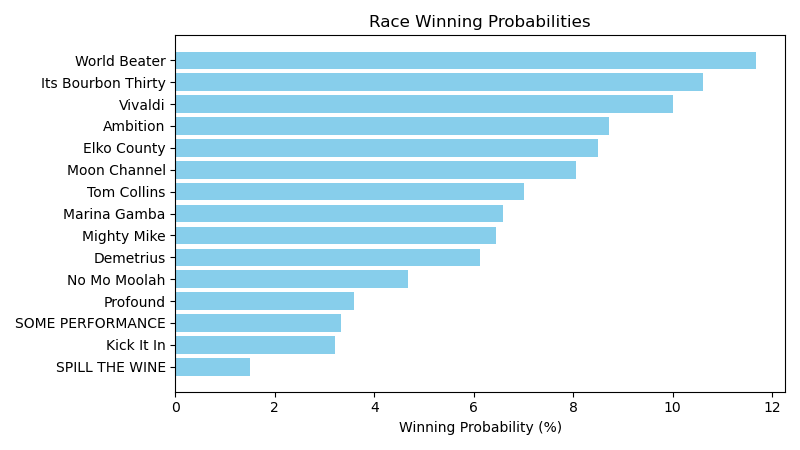 Race Winning Probabilities
World Beater
Its Bourbon Thirty
Vivaldi
Ambition
Elko County
Moon Channel
Tom Collins
Marina Gamba
Mighty Mike
Demetrius
No Mo Moolah
Profound
SOME PERFORMANCE
Kick It In
SPILL THE WINE
0 2 4 6 8 10 12
Winning Probability (%)